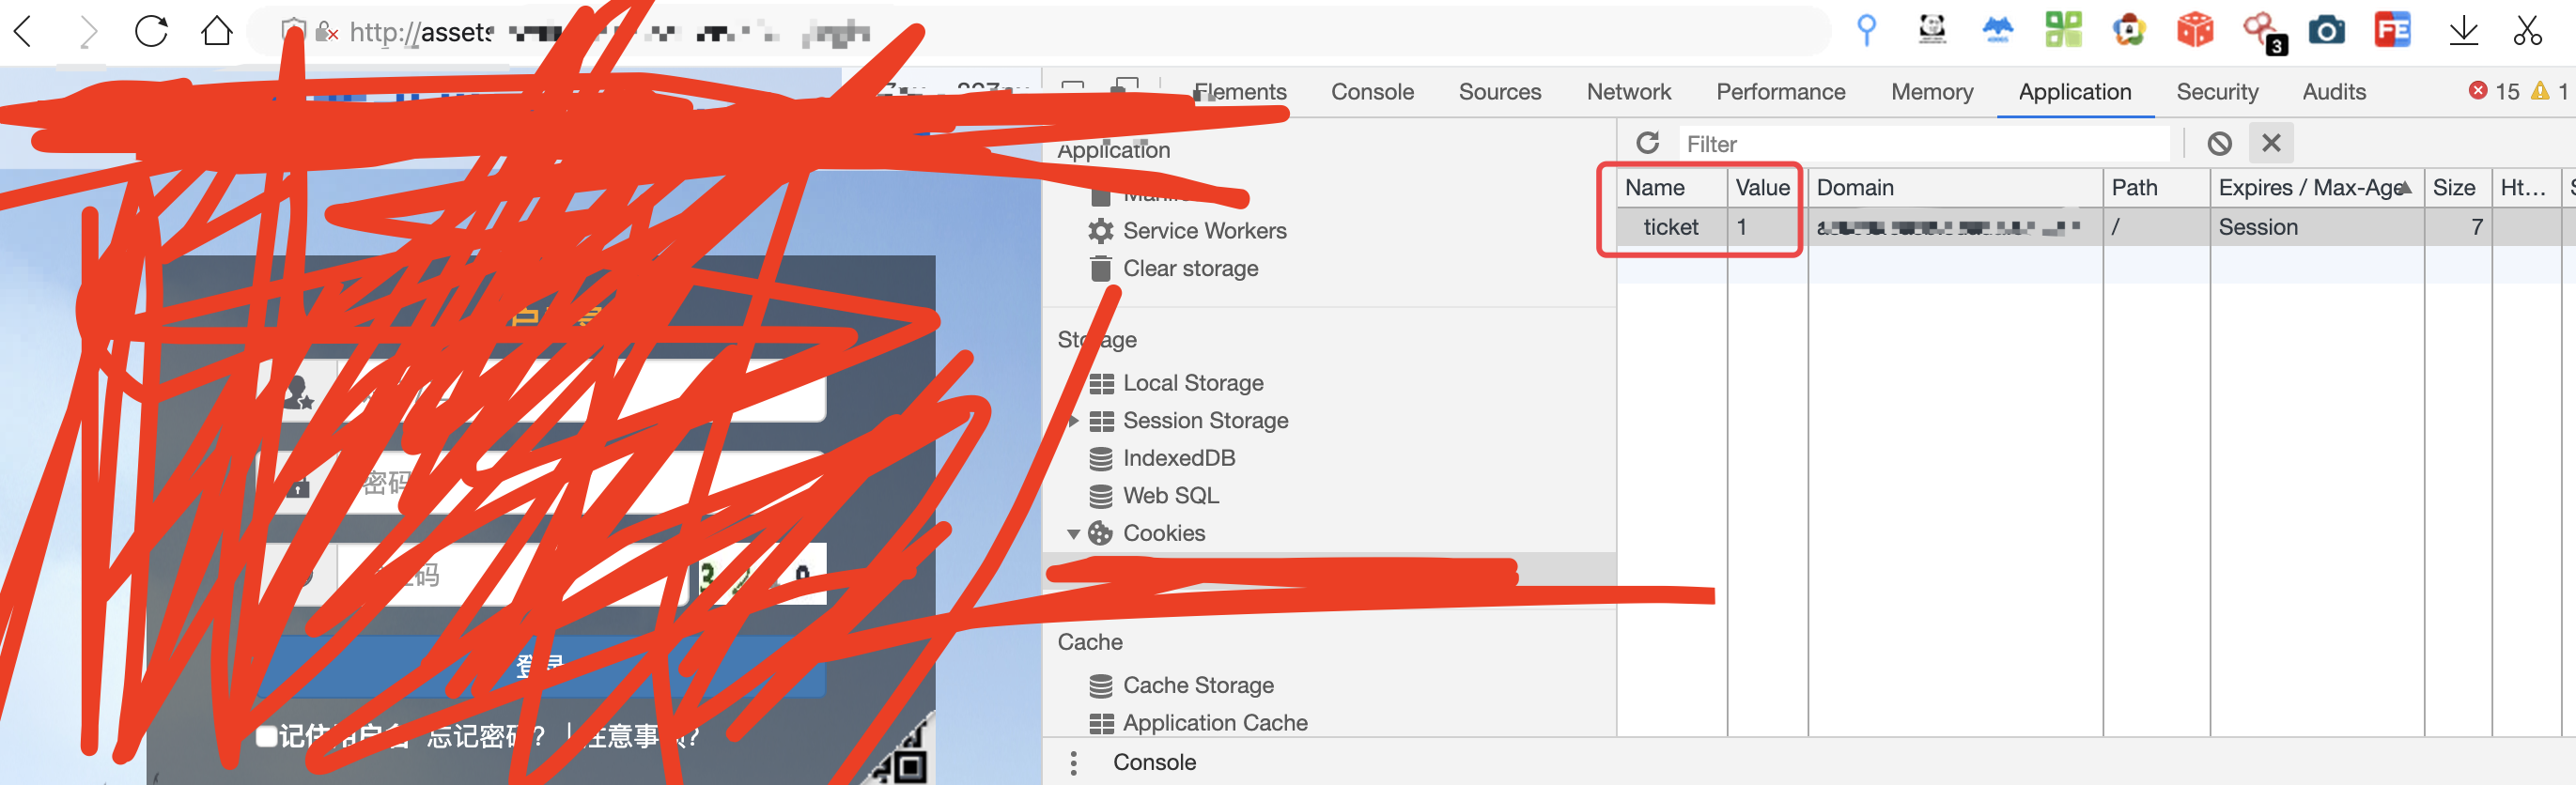 http://assets
3
FE
Elements Console Sources Network Performance Memory Application Security Audits 15 1
Application
Filter
Name Value Domain Path Expires / Max-Age Size Ht...
ticket 1 / Session 7
Service Workers
Clear storage
Storage
Local Storage
Session Storage
IndexedDB
Web SQL
Cookies
Cache
Cache Storage
Application Cache
Console
密码
码
登录
记住用户名 忘记密码? | 注意事项?